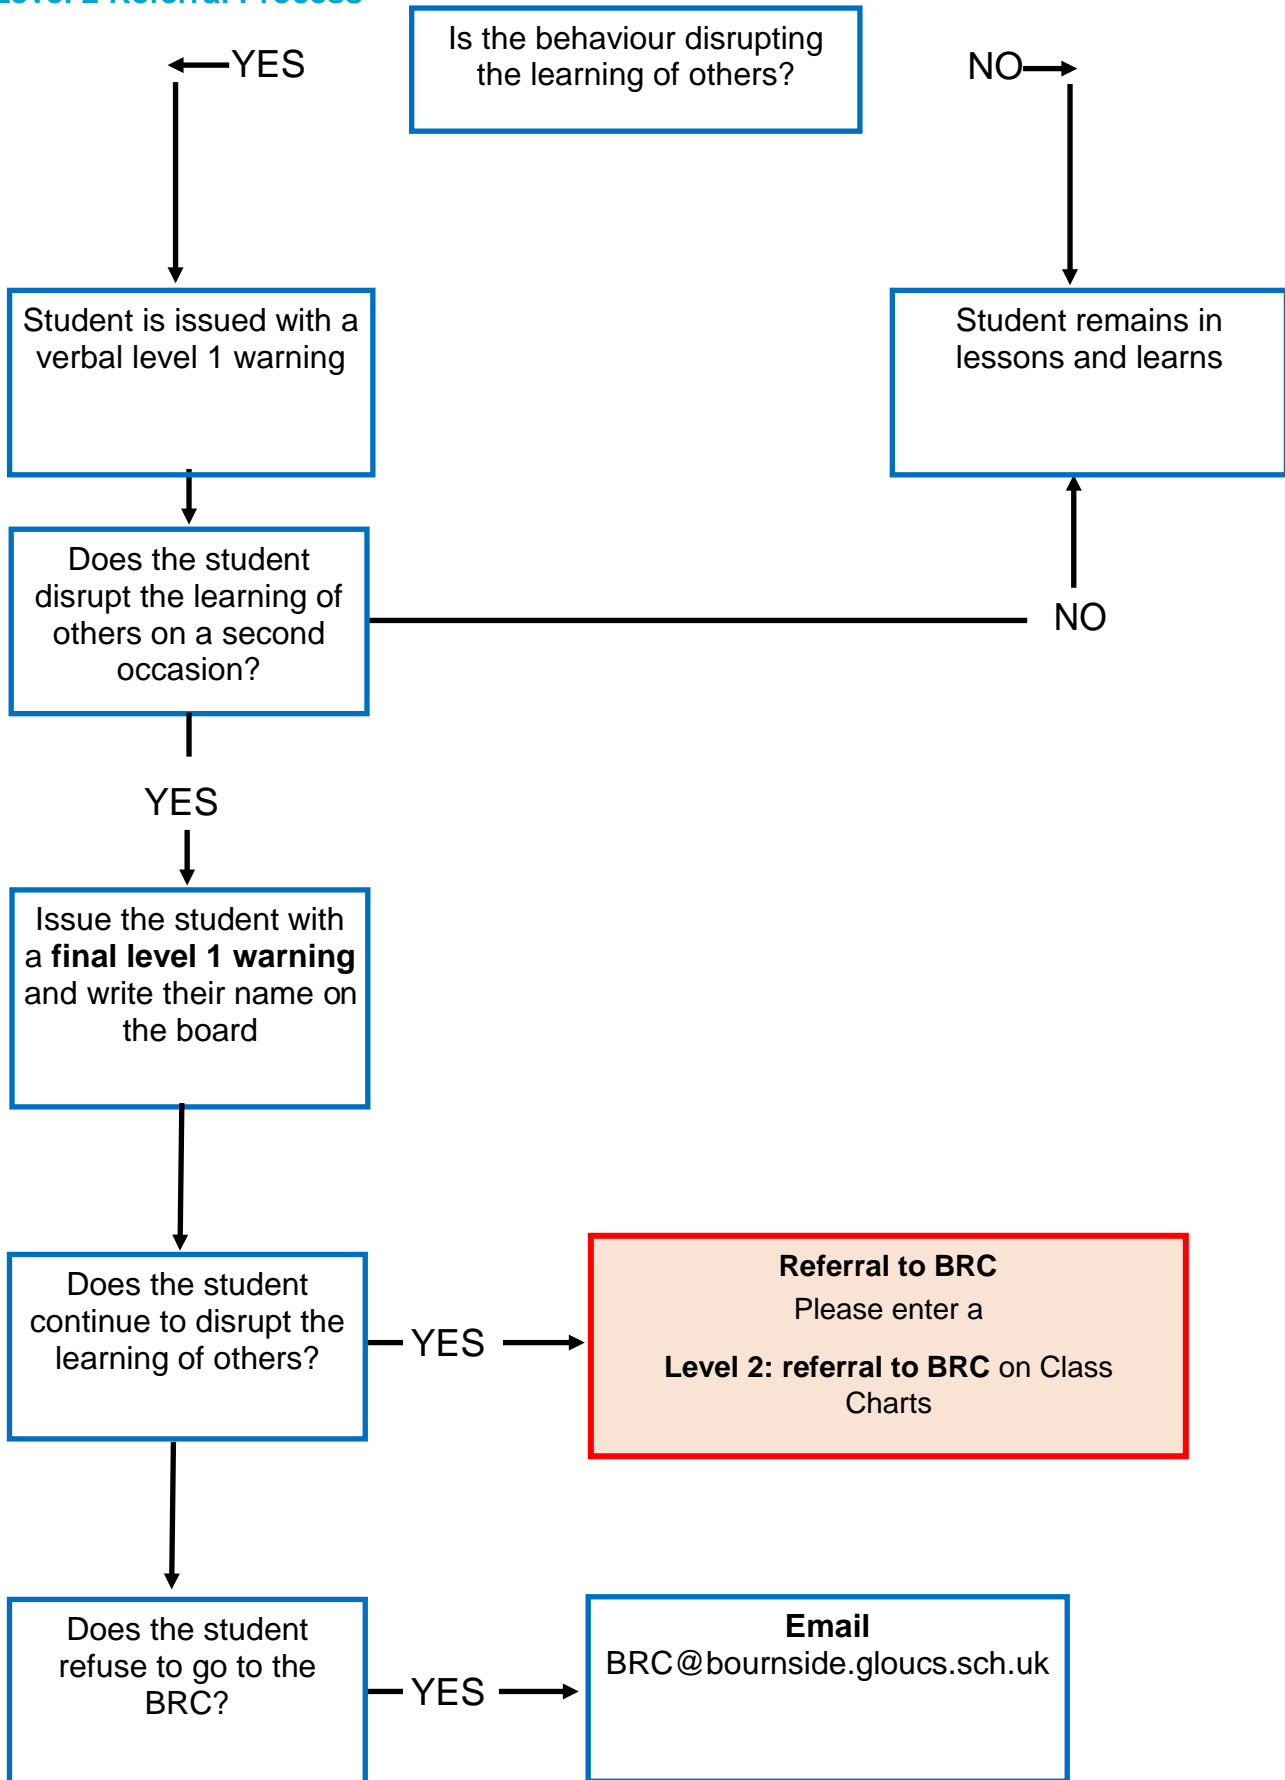 Level 2 Referral Process
Is the behaviour disrupting
the learning of others?
YES
NO
Student is issued with a
verbal level 1 warning
Student remains in
lessons and learns
Does the student
disrupt the learning of
others on a second
occasion?
NO
YES
Issue the student with
a final level 1 warning
and write their name on
the board
Does the student
continue to disrupt the
learning of others?
YES
Referral to BRC
Please enter a
Level 2: referral to BRC on Class
Charts
Does the student
refuse to go to the
BRC?
YES
Email
BRC@bournside.gloucs.sch.uk